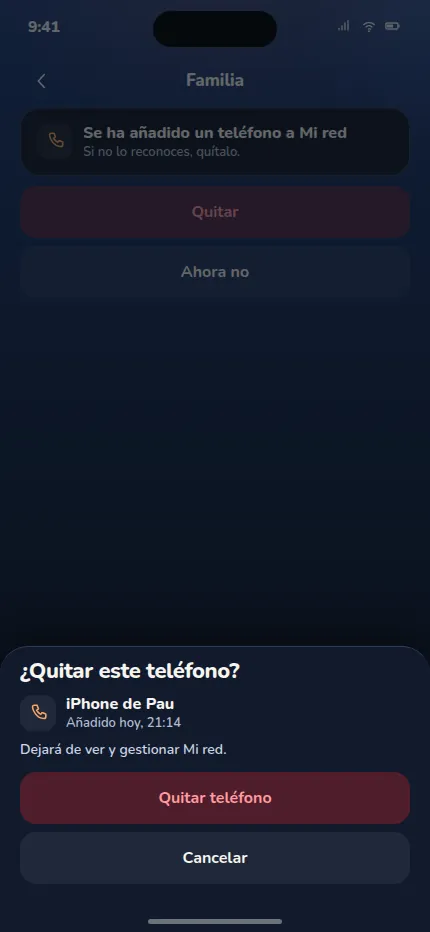 9:41
Familia
Se ha añadido un teléfono a Mi red
Si no lo reconoces, quítalo.
Quitar
Ahora no
¿Quitar este teléfono?
iPhone de Pau
Añadido hoy, 21:14
Dejará de ver y gestionar Mi red.
Quitar teléfono
Cancelar